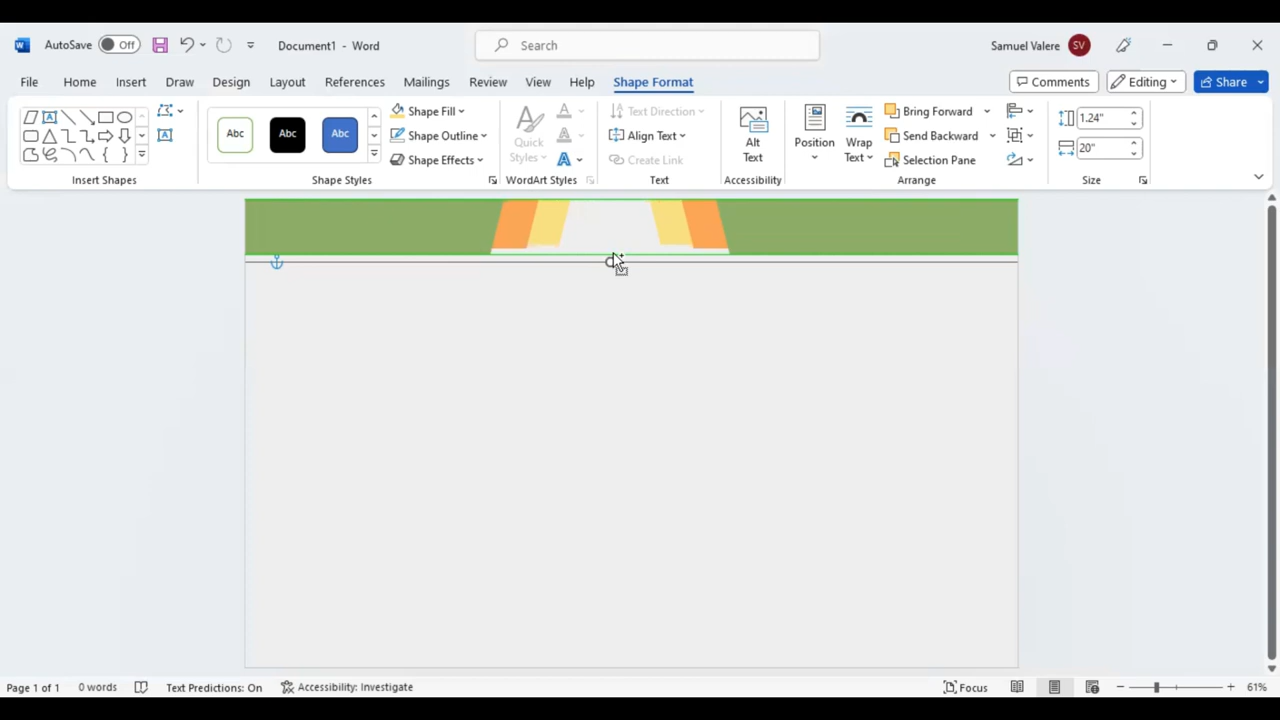 AutoSave Off Document1 - Word Search Samuel Valere SV
File Home Insert Draw Design Layout References Mailings Review View Help Shape Format Comments Editing Share
Abc Abc Abc
Shape Fill
Shape Outline
Shape Effects
Quick
Styles
Text Direction
Align Text
Create Link
Alt
Text
Position
Wrap
Text
Bring Forward
Send Backward
Selection Pane
1.24"
20"
Insert Shapes Shape Styles WordArt Styles Text Accessibility Arrange Size
Page 1 of 1 0 words Text Predictions: On Accessibility: Investigate Focus 61%